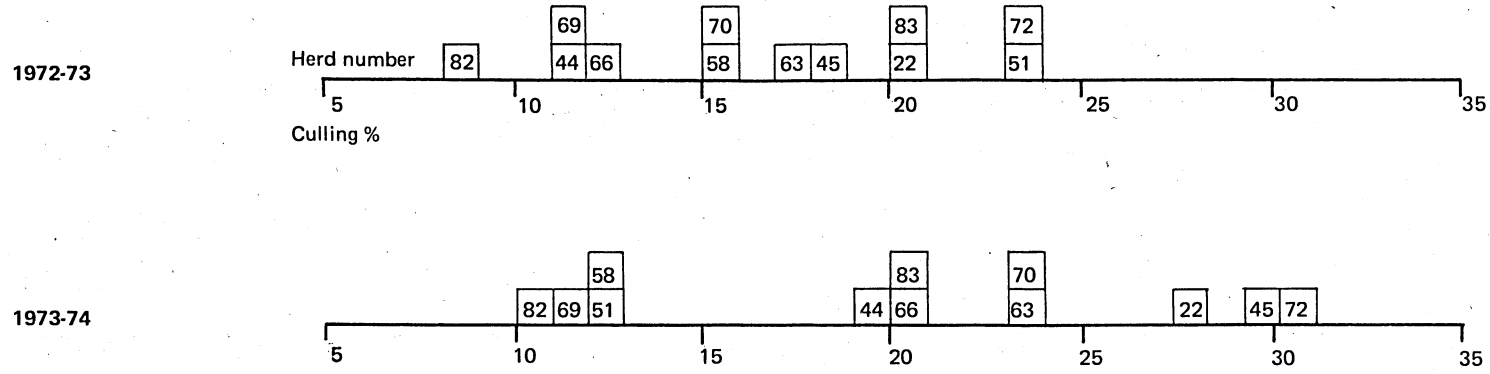 69 70 83 72
1972-73 Herd number 82 44 66 58 63 45 22 51
5 10 15 20 25 30 35
Culling %
58 83 70
1973-74 82 69 51 44 66 63 22 45 72
5 10 15 20 25 30 35